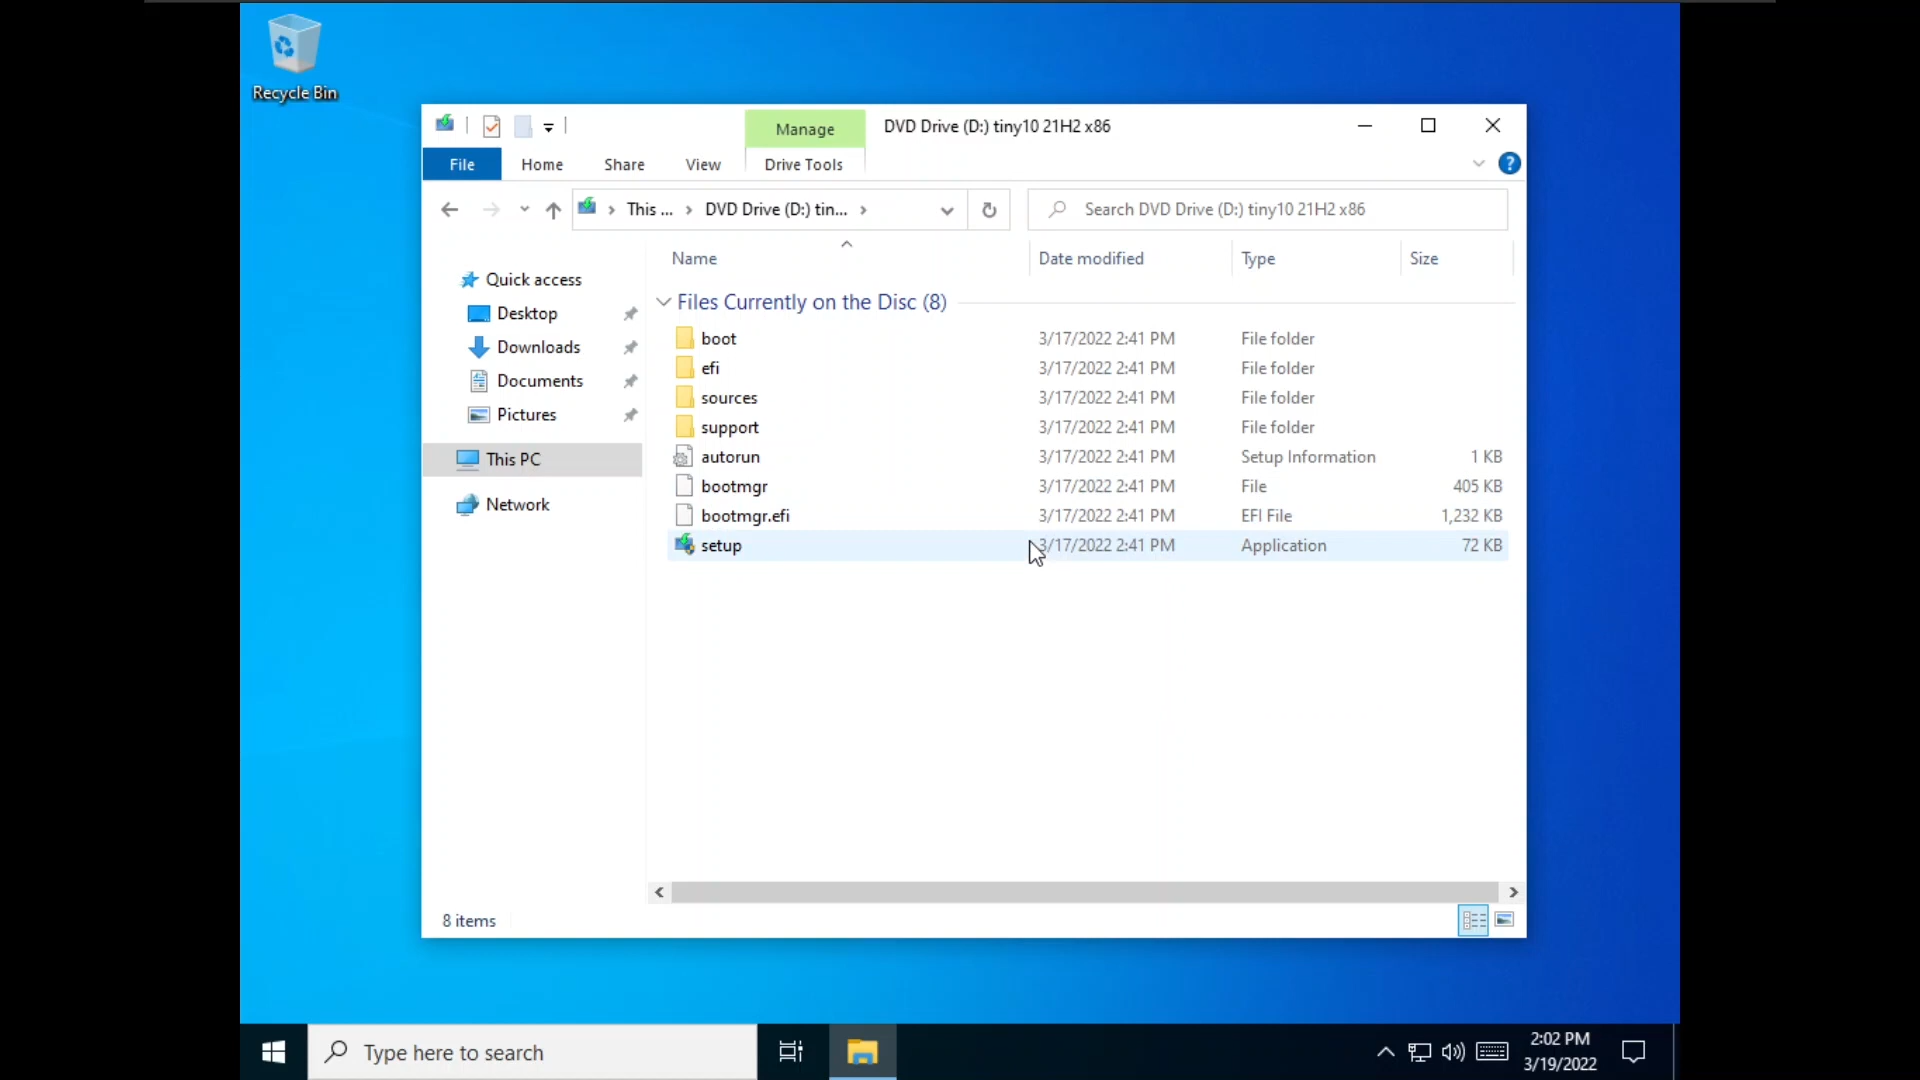 Recycle Bin
Manage
DVD Drive (D:) tiny10 21H2 x86
File
Home
Share
View
Drive Tools
?
This ...
DVD Drive (D:) tin...
Search DVD Drive (D:) tiny10 21H2 x86
Name
Date modified
Type
Size
Quick access
Desktop
Downloads
Documents
Pictures
This PC
Network
Files Currently on the Disc (8)
boot 3/17/2022 2:41 PM File folder
efi 3/17/2022 2:41 PM File folder
sources 3/17/2022 2:41 PM File folder
support 3/17/2022 2:41 PM File folder
autorun 3/17/2022 2:41 PM Setup Information 1 KB
bootmgr 3/17/2022 2:41 PM File 405 KB
bootmgr.efi 3/17/2022 2:41 PM EFI File 1,232 KB
setup 3/17/2022 2:41 PM Application 72 KB
8 items
Type here to search
2:02 PM
3/19/2022